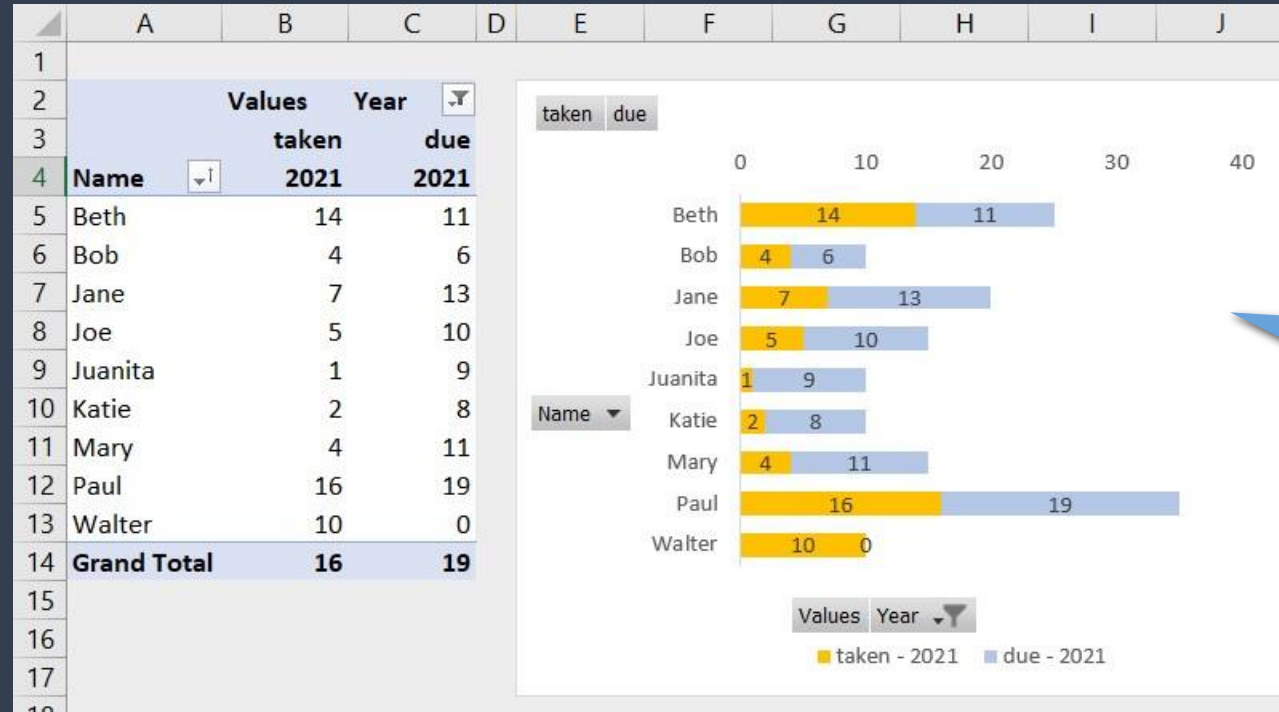 A B C D E F G H I J
1
2 Values Year
3 taken due
4 Name 2021 2021
5 Beth 14 11
6 Bob 4 6
7 Jane 7 13
8 Joe 5 10
9 Juanita 1 9
10 Katie 2 8
11 Mary 4 11
12 Paul 16 19
13 Walter 10 0
14 Grand Total 16 19
15
16
17
18
taken due
0 10 20 30 40
Beth 14 11
Bob 4 6
Jane 7 13
Joe 5 10
Juanita 1 9
Name
Katie 2 8
Mary 4 11
Paul 16 19
Walter 10 0
Values Year
taken - 2021 due - 2021